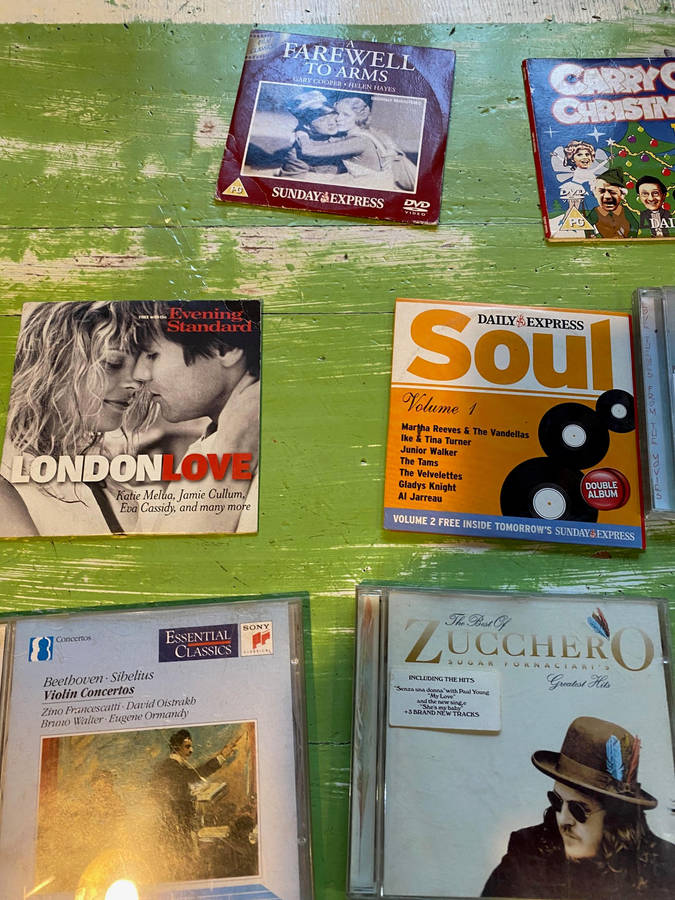 A
FAREWELL
TO ARMS
GARY COOPER • HELEN HAYES
PG
SUNDAY EXPRESS
DVD
VIDEO
CARRY O
CHRISTM
DVD
PG
DAI
FREE with the Evening
Standard
LONDONLOVE
Katie Melua, Jamie Cullum,
Eva Cassidy, and many more
DAILY EXPRESS
Soul
Volume 1
Martha Reeves & The Vandellas
Ike & Tina Turner
Junior Walker
The Tams
The Velvelettes
Gladys Knight
Al Jarreau
DOUBLE
ALBUM
VOLUME 2 FREE INSIDE TOMORROW'S SUNDAY EXPRESS
Concertos
ESSENTIAL
CLASSICS
SONY
CLASSICAL
Beethoven · Sibelius
Violin Concertos
Zino Francescatti · David Oistrakh
Bruno Walter · Eugene Ormandy
The Best Of
ZUCCHERO
SUGAR FORNACIARI'S
Greatest Hits
INCLUDING THE HITS
"Senza una donna" with Paul Young
"My Love"
and the new single
"She's my baby"
+3 BRAND NEW TRACKS